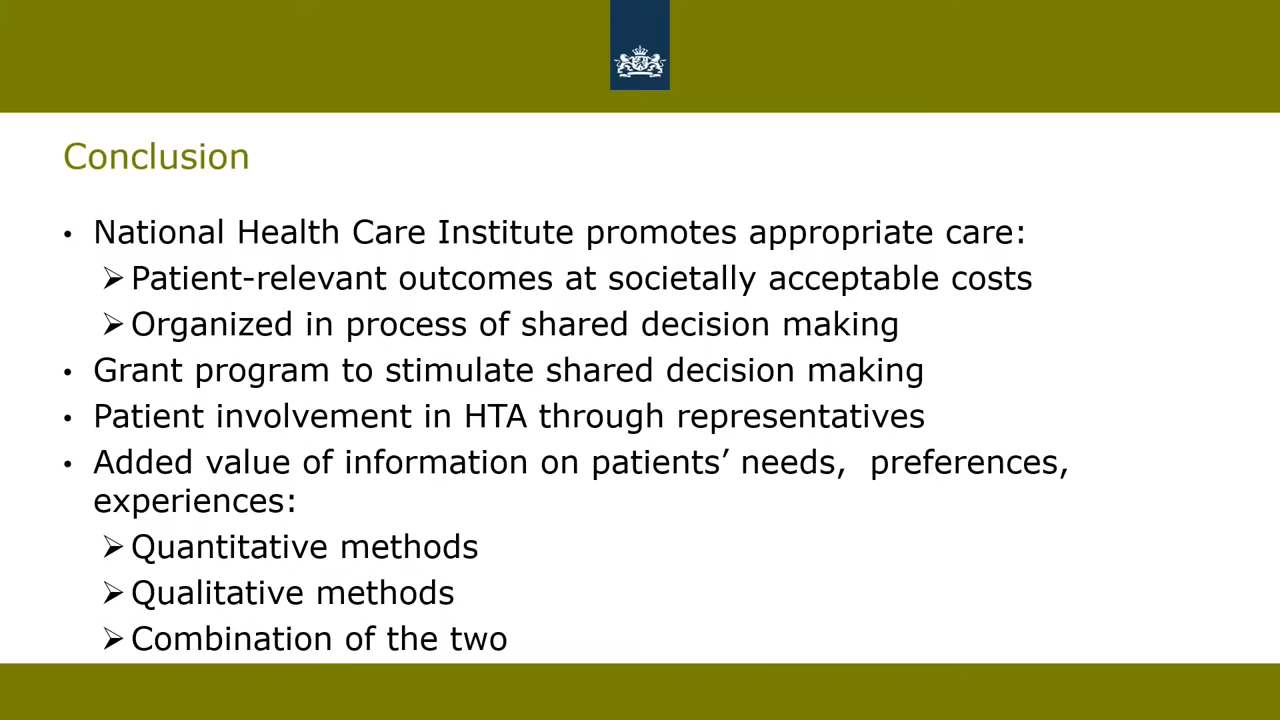 Conclusion
• National Health Care Institute promotes appropriate care:
➢ Patient-relevant outcomes at societally acceptable costs
➢ Organized in process of shared decision making
• Grant program to stimulate shared decision making
• Patient involvement in HTA through representatives
• Added value of information on patients’ needs,  preferences,
experiences:
➢ Quantitative methods
➢ Qualitative methods
➢ Combination of the two